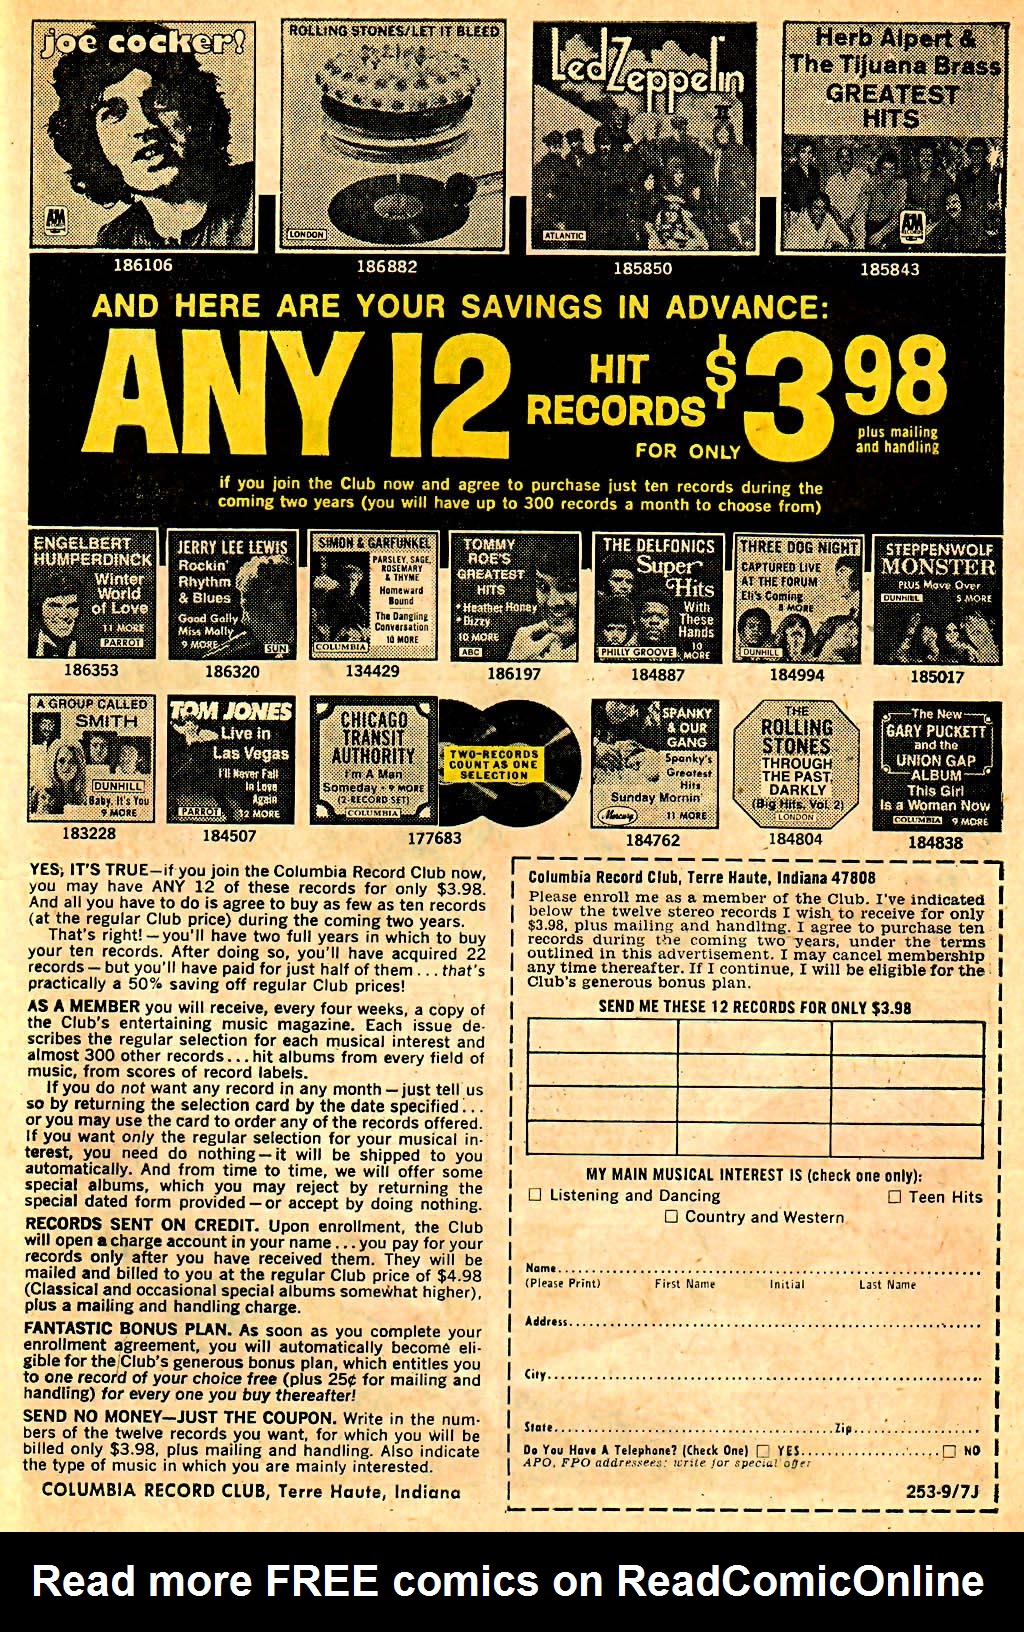 joe cocker!
A&M
186106
ROLLING STONES/LET IT BLEED
LONDON
186882
Led Zeppelin
II
ATLANTIC
185850
Herb Alpert &
The Tijuana Brass
GREATEST
HITS
A&M
185843
AND HERE ARE YOUR SAVINGS IN ADVANCE:
ANY 12
HIT
RECORDS
FOR ONLY
$3.98
plus mailing
and handling
if you join the Club now and agree to purchase just ten records during the
coming two years (you will have up to 300 records a month to choose from)
ENGELBERT
HUMPERDINCK
Winter
World
of Love
11 MORE
PARROT
186353
JERRY LEE LEWIS
Rockin'
Rhythm
& Blues
Good Golly
Miss Molly
9 MORE
SUN
186320
SIMON & GARFUNKEL
PARSLEY, SAGE,
ROSEMARY
& THYME
Homeward
Bound
The Dangling
Conversation
10 MORE
COLUMBIA
134429
TOMMY
ROE'S
GREATEST
HITS
• Heather Honey
• Dizzy
10 MORE
ABC
186197
THE DELFONICS
Super
Hits
With
These
Hands
10
MORE
PHILLY GROOVE
184887
THREE DOG NIGHT
CAPTURED LIVE
AT THE FORUM
Eli's Coming
8 MORE
DUNHILL
184994
STEPPENWOLF
MONSTER
PLUS Move Over
DUNHILL
5 MORE
185017
A GROUP CALLED
SMITH
DUNHILL
Baby, It's You
9 MORE
183228
TOM JONES
Live in
Las Vegas
I'll Never Fall
In Love
Again
PARROT
12 MORE
184507
CHICAGO
TRANSIT
AUTHORITY
I'm A Man
Someday • 9 MORE
(2-RECORD SET)
COLUMBIA
TWO-RECORDS
COUNT AS ONE
SELECTION
177683
SPANKY
& OUR
GANG
Spanky's
Greatest
Hits
Sunday Mornin'
Mercury
11 MORE
184762
THE
ROLLING
STONES
THROUGH
THE PAST,
DARKLY
(Big Hits, Vol. 2)
LONDON
184804
The New
GARY PUCKETT
and the
UNION GAP
ALBUM
This Girl
Is a Woman Now
COLUMBIA 9 MORE
184838
YES, IT'S TRUE—if you join the Columbia Record Club now,
you may have ANY 12 of these records for only $3.98.
And all you have to do is agree to buy as few as ten records
(at the regular Club price) during the coming two years.
That's right!—you'll have two full years in which to buy
your ten records. After doing so, you'll have acquired 22
records — but you'll have paid for just half of them . . . that's
practically a 50% saving off regular Club prices!
AS A MEMBER you will receive, every four weeks, a copy of
the Club's entertaining music magazine. Each issue de-
scribes the regular selection for each musical interest and
almost 300 other records . . . hit albums from every field of
music, from scores of record labels.
If you do not want any record in any month — just tell us
so by returning the selection card by the date specified . . .
or you may use the card to order any of the records offered.
If you want only the regular selection for your musical in-
terest, you need do nothing — it will be shipped to you
automatically. And from time to time, we will offer some
special albums, which you may reject by returning the
special dated form provided — or accept by doing nothing.
RECORDS SENT ON CREDIT. Upon enrollment, the Club
will open a charge account in your name . . . you pay for your
records only after you have received them. They will be
mailed and billed to you at the regular Club price of $4.98
(Classical and occasional special albums somewhat higher),
plus a mailing and handling charge.
FANTASTIC BONUS PLAN. As soon as you complete your
enrollment agreement, you will automatically become eli-
gible for the Club's generous bonus plan, which entitles you
to one record of your choice free (plus 25¢ for mailing and
handling) for every one you buy thereafter!
SEND NO MONEY—JUST THE COUPON. Write in the num-
bers of the twelve records you want, for which you will be
billed only $3.98, plus mailing and handling. Also indicate
the type of music in which you are mainly interested.
COLUMBIA RECORD CLUB, Terre Haute, Indiana
Columbia Record Club, Terre Haute, Indiana 47808
Please enroll me as a member of the Club. I've indicated
below the twelve stereo records I wish to receive for only
$3.98, plus mailing and handling. I agree to purchase ten
records during the coming two years, under the terms
outlined in this advertisement. I may cancel membership
any time thereafter. If I continue, I will be eligible for the
Club's generous bonus plan.
SEND ME THESE 12 RECORDS FOR ONLY $3.98
MY MAIN MUSICAL INTEREST IS (check one only):
☐ Listening and Dancing ☐ Teen Hits
☐ Country and Western
Name
(Please Print) First Name Initial Last Name
Address
City
State Zip
Do You Have A Telephone? (Check One) ☐ YES ☐ NO
APO, FPO addressees: write for special offer
253-9/7J
Read more FREE comics on ReadComicOnline